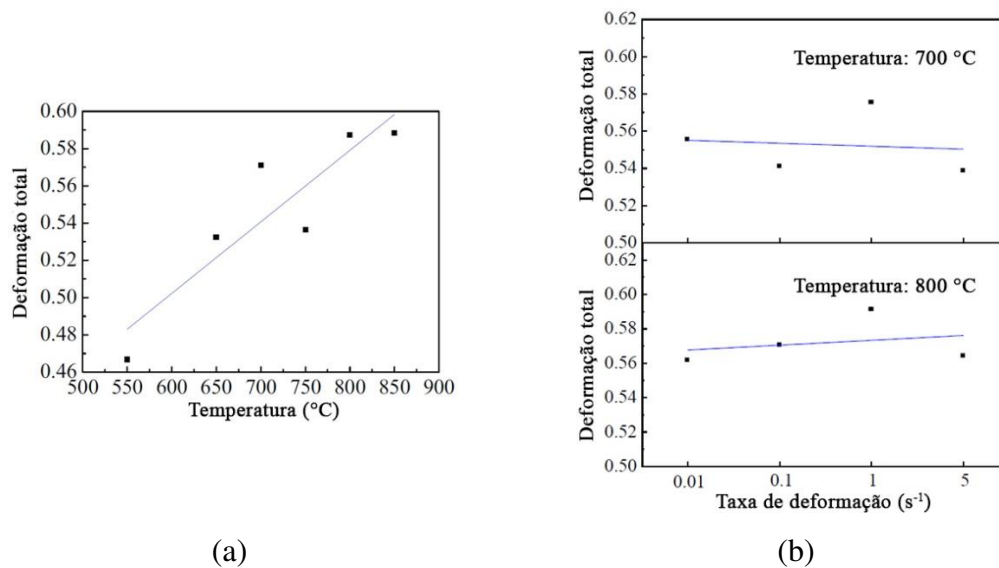 0.60
0.58
0.56
0.54
0.52
0.50
0.48
0.46
Deformação total
500 550 600 650 700 750 800 850 900
Temperatura (°C)
(a)
0.62
0.60
0.58
0.56
0.54
0.52
0.50
Deformação total
Temperatura: 700 °C
0.62
0.60
0.58
0.56
0.54
0.52
0.50
Deformação total
Temperatura: 800 °C
0.01 0.1 1 5
Taxa de deformação (s⁻¹)
(b)